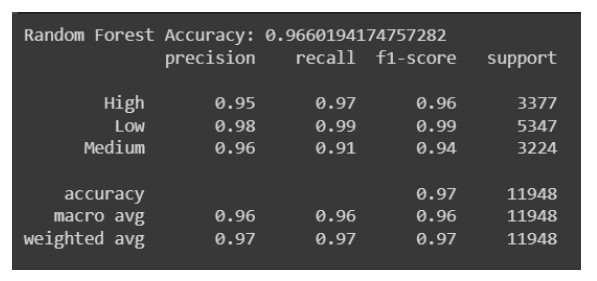 Random Forest Accuracy: 0.9660194174757282
precision recall f1-score support
High 0.95 0.97 0.96 3377
Low 0.98 0.99 0.99 5347
Medium 0.96 0.91 0.94 3224
accuracy 0.97 11948
macro avg 0.96 0.96 0.96 11948
weighted avg 0.97 0.97 0.97 11948